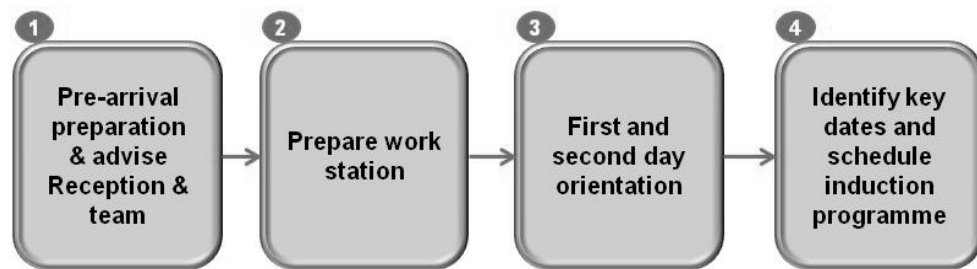 1
Pre-arrival
preparation
& advise
Reception &
team
2
Prepare work
station
3
First and
second day
orientation
4
Identify key
dates and
schedule
induction
programme